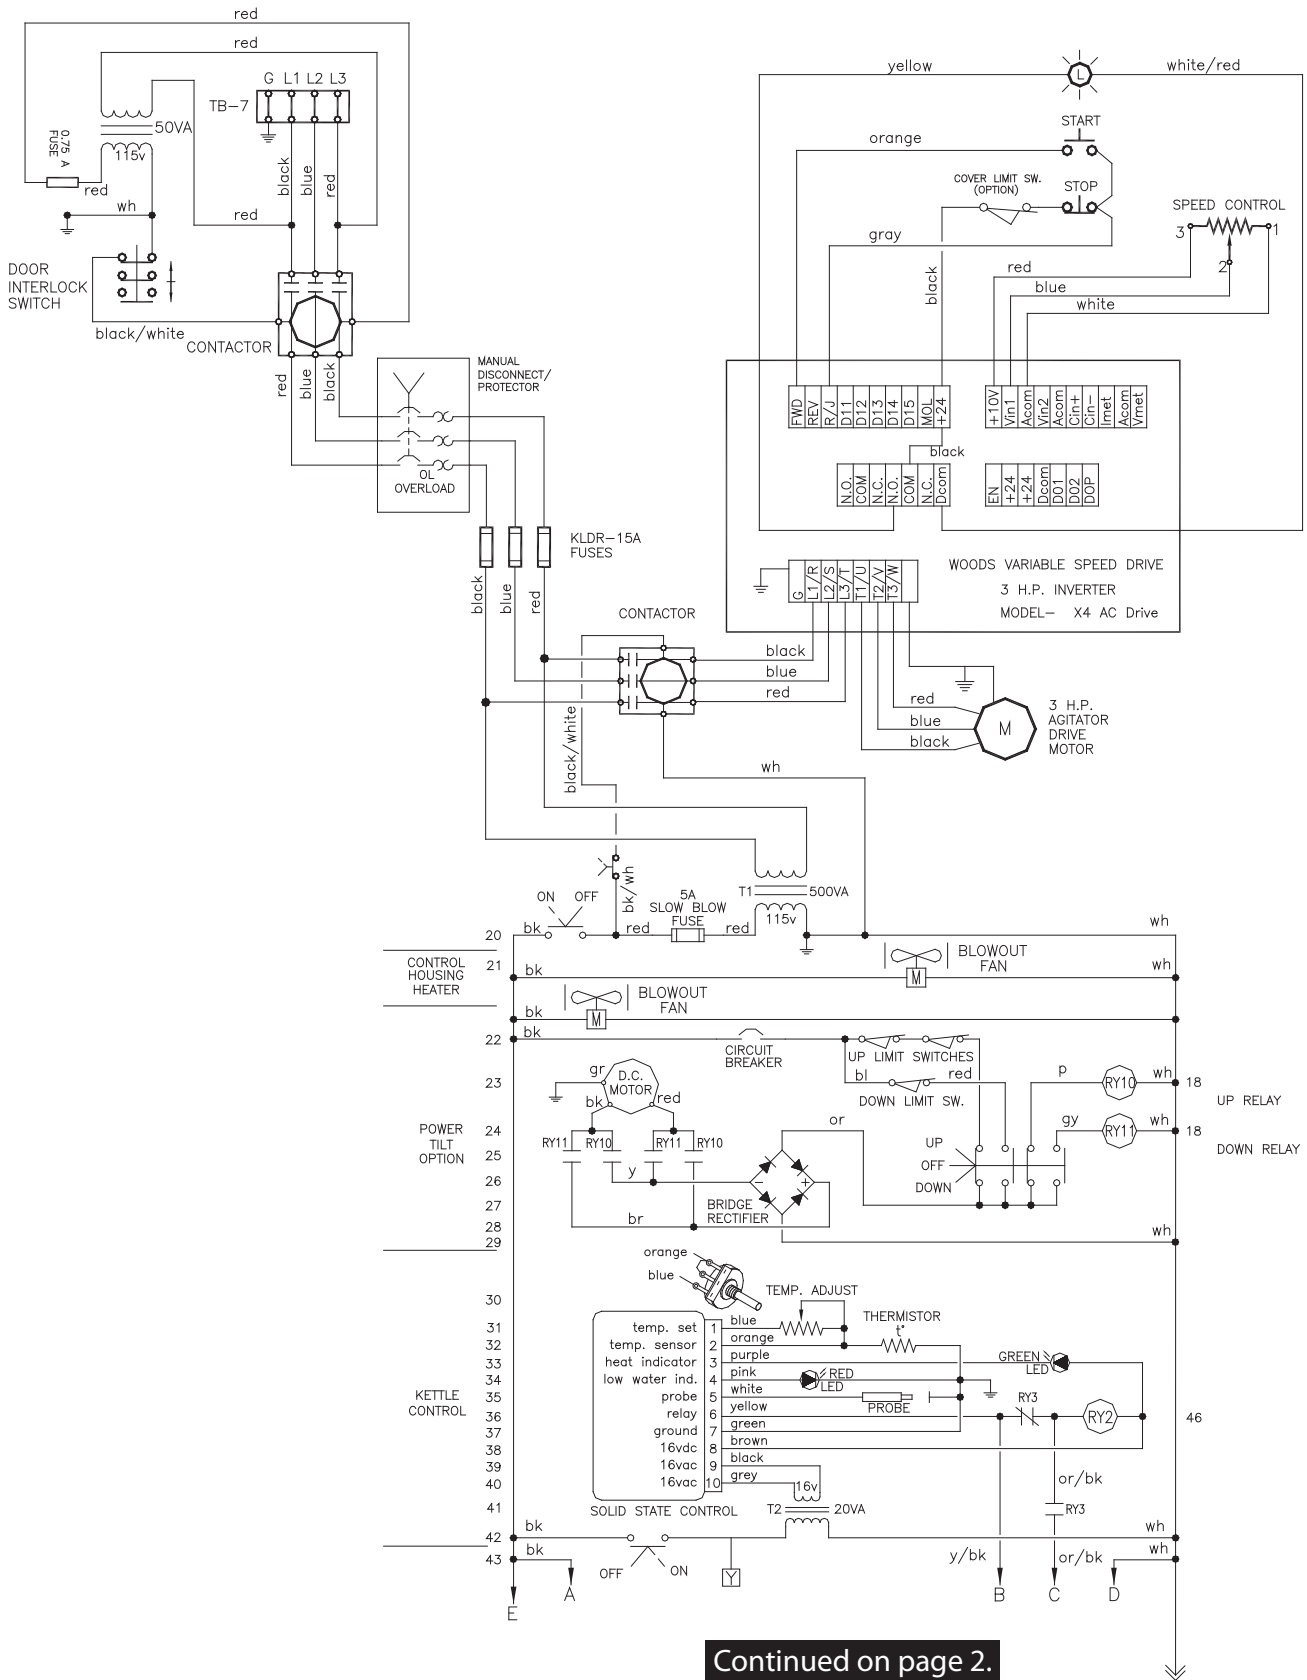 red
red
G L1 L2 L3
TB-7
50VA
115v
0.75 A
FUSE
red
wh
red
black
blue
red
DOOR
INTERLOCK
SWITCH
black/white
CONTACTOR
red
blue
black
MANUAL
DISCONNECT/
PROTECTOR
OL
OVERLOAD
KLDR-15A
FUSES
black
blue
red
yellow
L
white/red
START
orange
COVER LIMIT SW.
(OPTION)
STOP
gray
black
SPEED CONTROL
3
1
2
red
blue
white
FWD
REV
R/J
D11
D12
D13
D14
D15
MOL
+24
+10V
Vin1
Acom
Vin2
Acom
Cin+
Cin-
Imet
Acom
Vmet
black
N.O.
COM
N.C.
N.O.
COM
N.C.
Dcom
EN
+24
+24
Dcom
DO1
DO2
DOP
G
L1/R
L2/S
L3/T
T1/U
T2/V
T3/W
WOODS VARIABLE SPEED DRIVE
3 H.P. INVERTER
MODEL- X4 AC Drive
CONTACTOR
black
blue
red
red
blue
black
M
3 H.P.
AGITATOR
DRIVE
MOTOR
black/white
wh
bk/wh
T1
500VA
115v
ON OFF
5A
SLOW BLOW
FUSE
20
bk
red
red
wh
CONTROL
HOUSING
HEATER
21
bk
M
BLOWOUT
FAN
wh
bk
M
BLOWOUT
FAN
22
bk
CIRCUIT
BREAKER
UP LIMIT SWITCHES
23
gr
D.C.
MOTOR
bk
red
bl
red
DOWN LIMIT SW.
p
RY10
wh
18
UP RELAY
POWER
TILT
OPTION
24
RY11
RY10
RY11
RY10
or
gy
RY11
wh
18
DOWN RELAY
25
UP
OFF
DOWN
26
y
-
+
BRIDGE
RECTIFIER
27
28
br
29
wh
orange
blue
30
TEMP. ADJUST
THERMISTOR
t°
KETTLE
CONTROL
31
temp. set 1 blue
32
temp. sensor 2 orange
33
heat indicator 3 purple
GREEN
LED
34
low water ind. 4 pink
RED
LED
35
probe 5 white
PROBE
RY3
36
relay 6 yellow
RY2
46
37
ground 7 green
38
16vdc 8 brown
39
16vac 9 black
or/bk
40
16vac 10 grey
16v
41
SOLID STATE CONTROL
T2
20VA
RY3
42
bk
wh
43
bk
OFF ON
Y
y/bk
or/bk
wh
A
B
C
D
E
Continued on page 2.